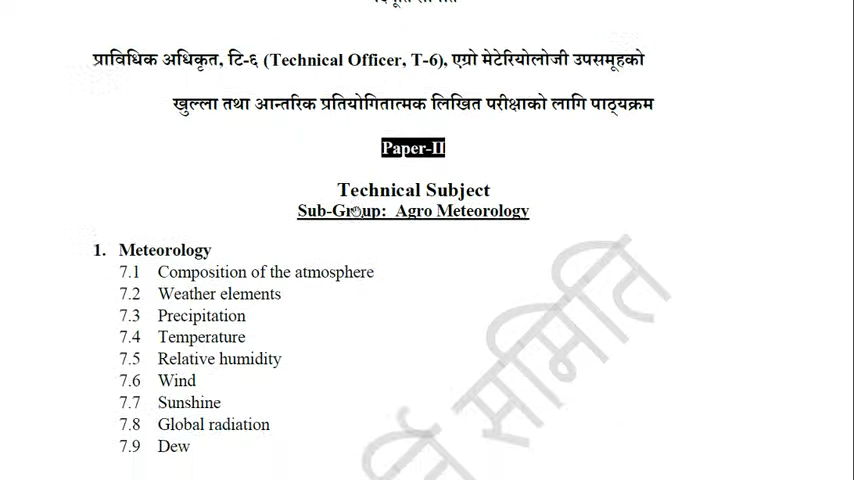 प्राविधिक अधिकृत, टि-६ (Technical Officer, T-6), एग्रो मेटेरियोलोजी उपसमूहको
खुल्ला तथा आन्तरिक प्रतियोगितात्मक लिखित परीक्षाको लागि पाठ्यक्रम
Paper-II
Technical Subject
Sub-Group: Agro Meteorology
1. Meteorology
7.1 Composition of the atmosphere
7.2 Weather elements
7.3 Precipitation
7.4 Temperature
7.5 Relative humidity
7.6 Wind
7.7 Sunshine
7.8 Global radiation
7.9 Dew
समिति